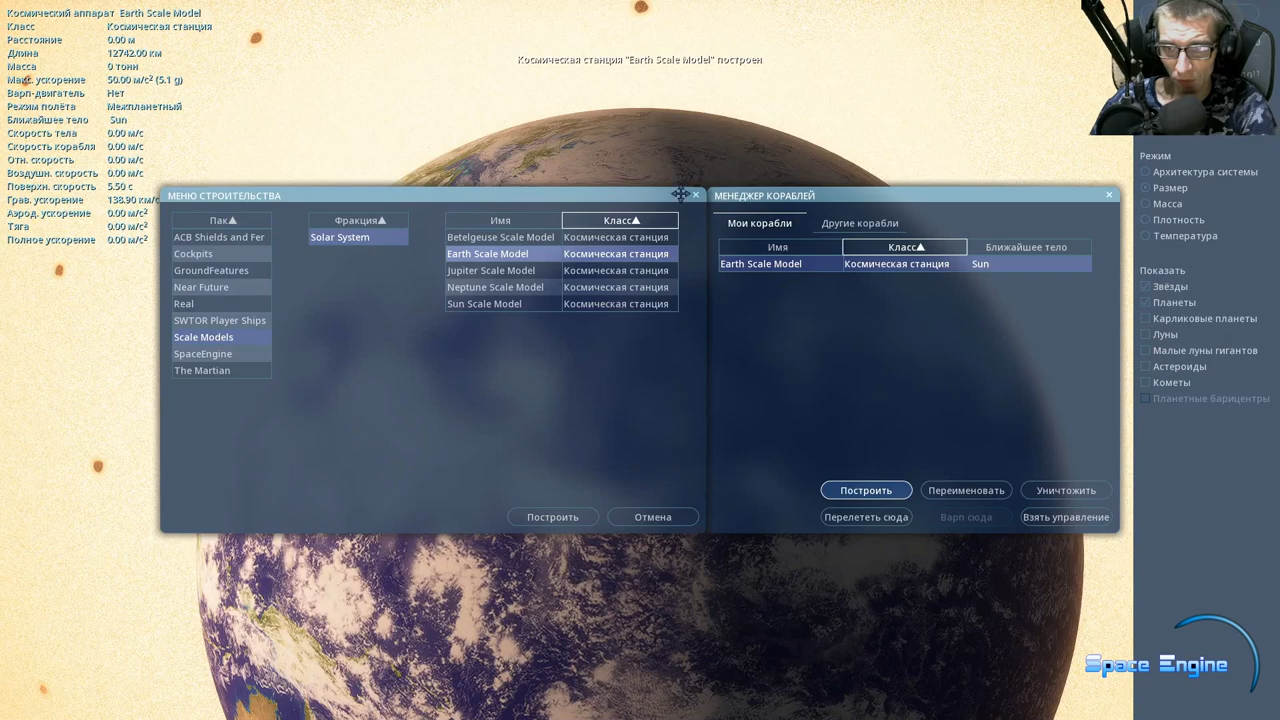 Космический аппарат Earth Scale Model
Класс Космическая станция
Расстояние 0.00 м
Длина 12742.00 км
Масса 0 тонн
Макс. ускорение 50.00 м/с² (5.1 g)
Варп-двигатель Нет
Режим полёта Межпланетный
Ближайшее тело Sun
Скорость тела 0.00 м/с
Скорость корабля 0.00 м/с
Отн. скорость 0.00 м/с
Воздушн. скорость 0.00 м/с
Поверхн. скорость 5.50 c
Грав. ускорение 138.90 км/с
Аэрод. ускорение 0.00 м/с²
Тяга 0.00 м/с²
Полное ускорение 0.00 м/с²
Космическая станция "Earth Scale Model" построен
МЕНЮ СТРОИТЕЛЬСТВА
Пак▲ Фракция▲ Имя Класс▲
ACB Shields and Fer Solar System Betelgeuse Scale Model Космическая станция
Cockpits Earth Scale Model Космическая станция
GroundFeatures Jupiter Scale Model Космическая станция
Near Future Neptune Scale Model Космическая станция
Real Sun Scale Model Космическая станция
SWTOR Player Ships
Scale Models
SpaceEngine
The Martian
Построить Отмена
МЕНЕДЖЕР КОРАБЛЕЙ
Мои корабли Другие корабли
Имя Класс▲ Ближайшее тело
Earth Scale Model Космическая станция Sun
Построить Переименовать Уничтожить
Перелететь сюда Варп сюда Взять управление
Режим
Архитектура системы
Размер
Масса
Плотность
Температура
Показать
Звёзды
Планеты
Карликовые планеты
Луны
Малые луны гигантов
Астероиды
Кометы
Планетные барицентры
Space Engine